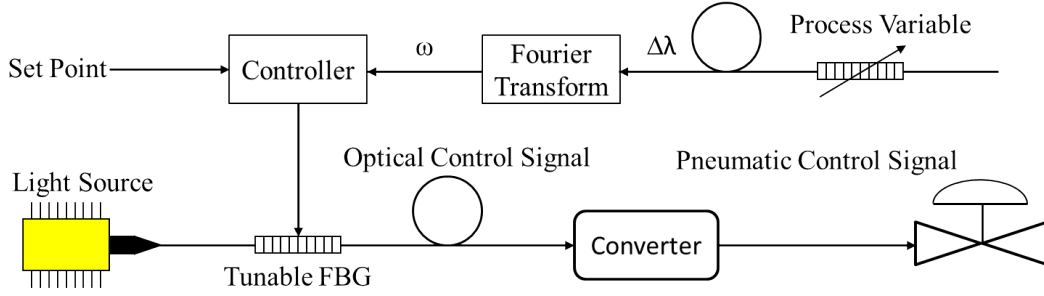 Process Variable
Set Point
Controller
ω
Fourier
Transform
Δλ
Optical Control Signal
Pneumatic Control Signal
Light Source
Converter
Tunable FBG